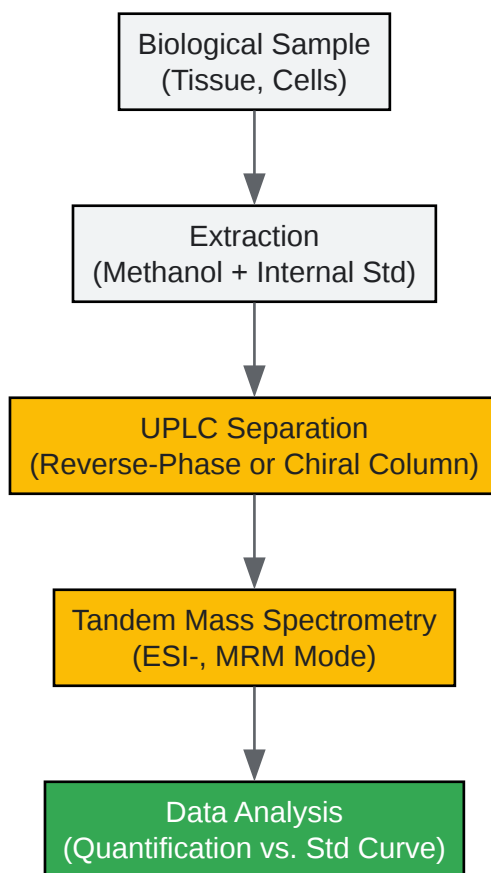 Biological Sample
(Tissue, Cells)
Extraction
(Methanol + Internal Std)
UPLC Separation
(Reverse-Phase or Chiral Column)
Tandem Mass Spectrometry
(ESI-, MRM Mode)
Data Analysis
(Quantification vs. Std Curve)